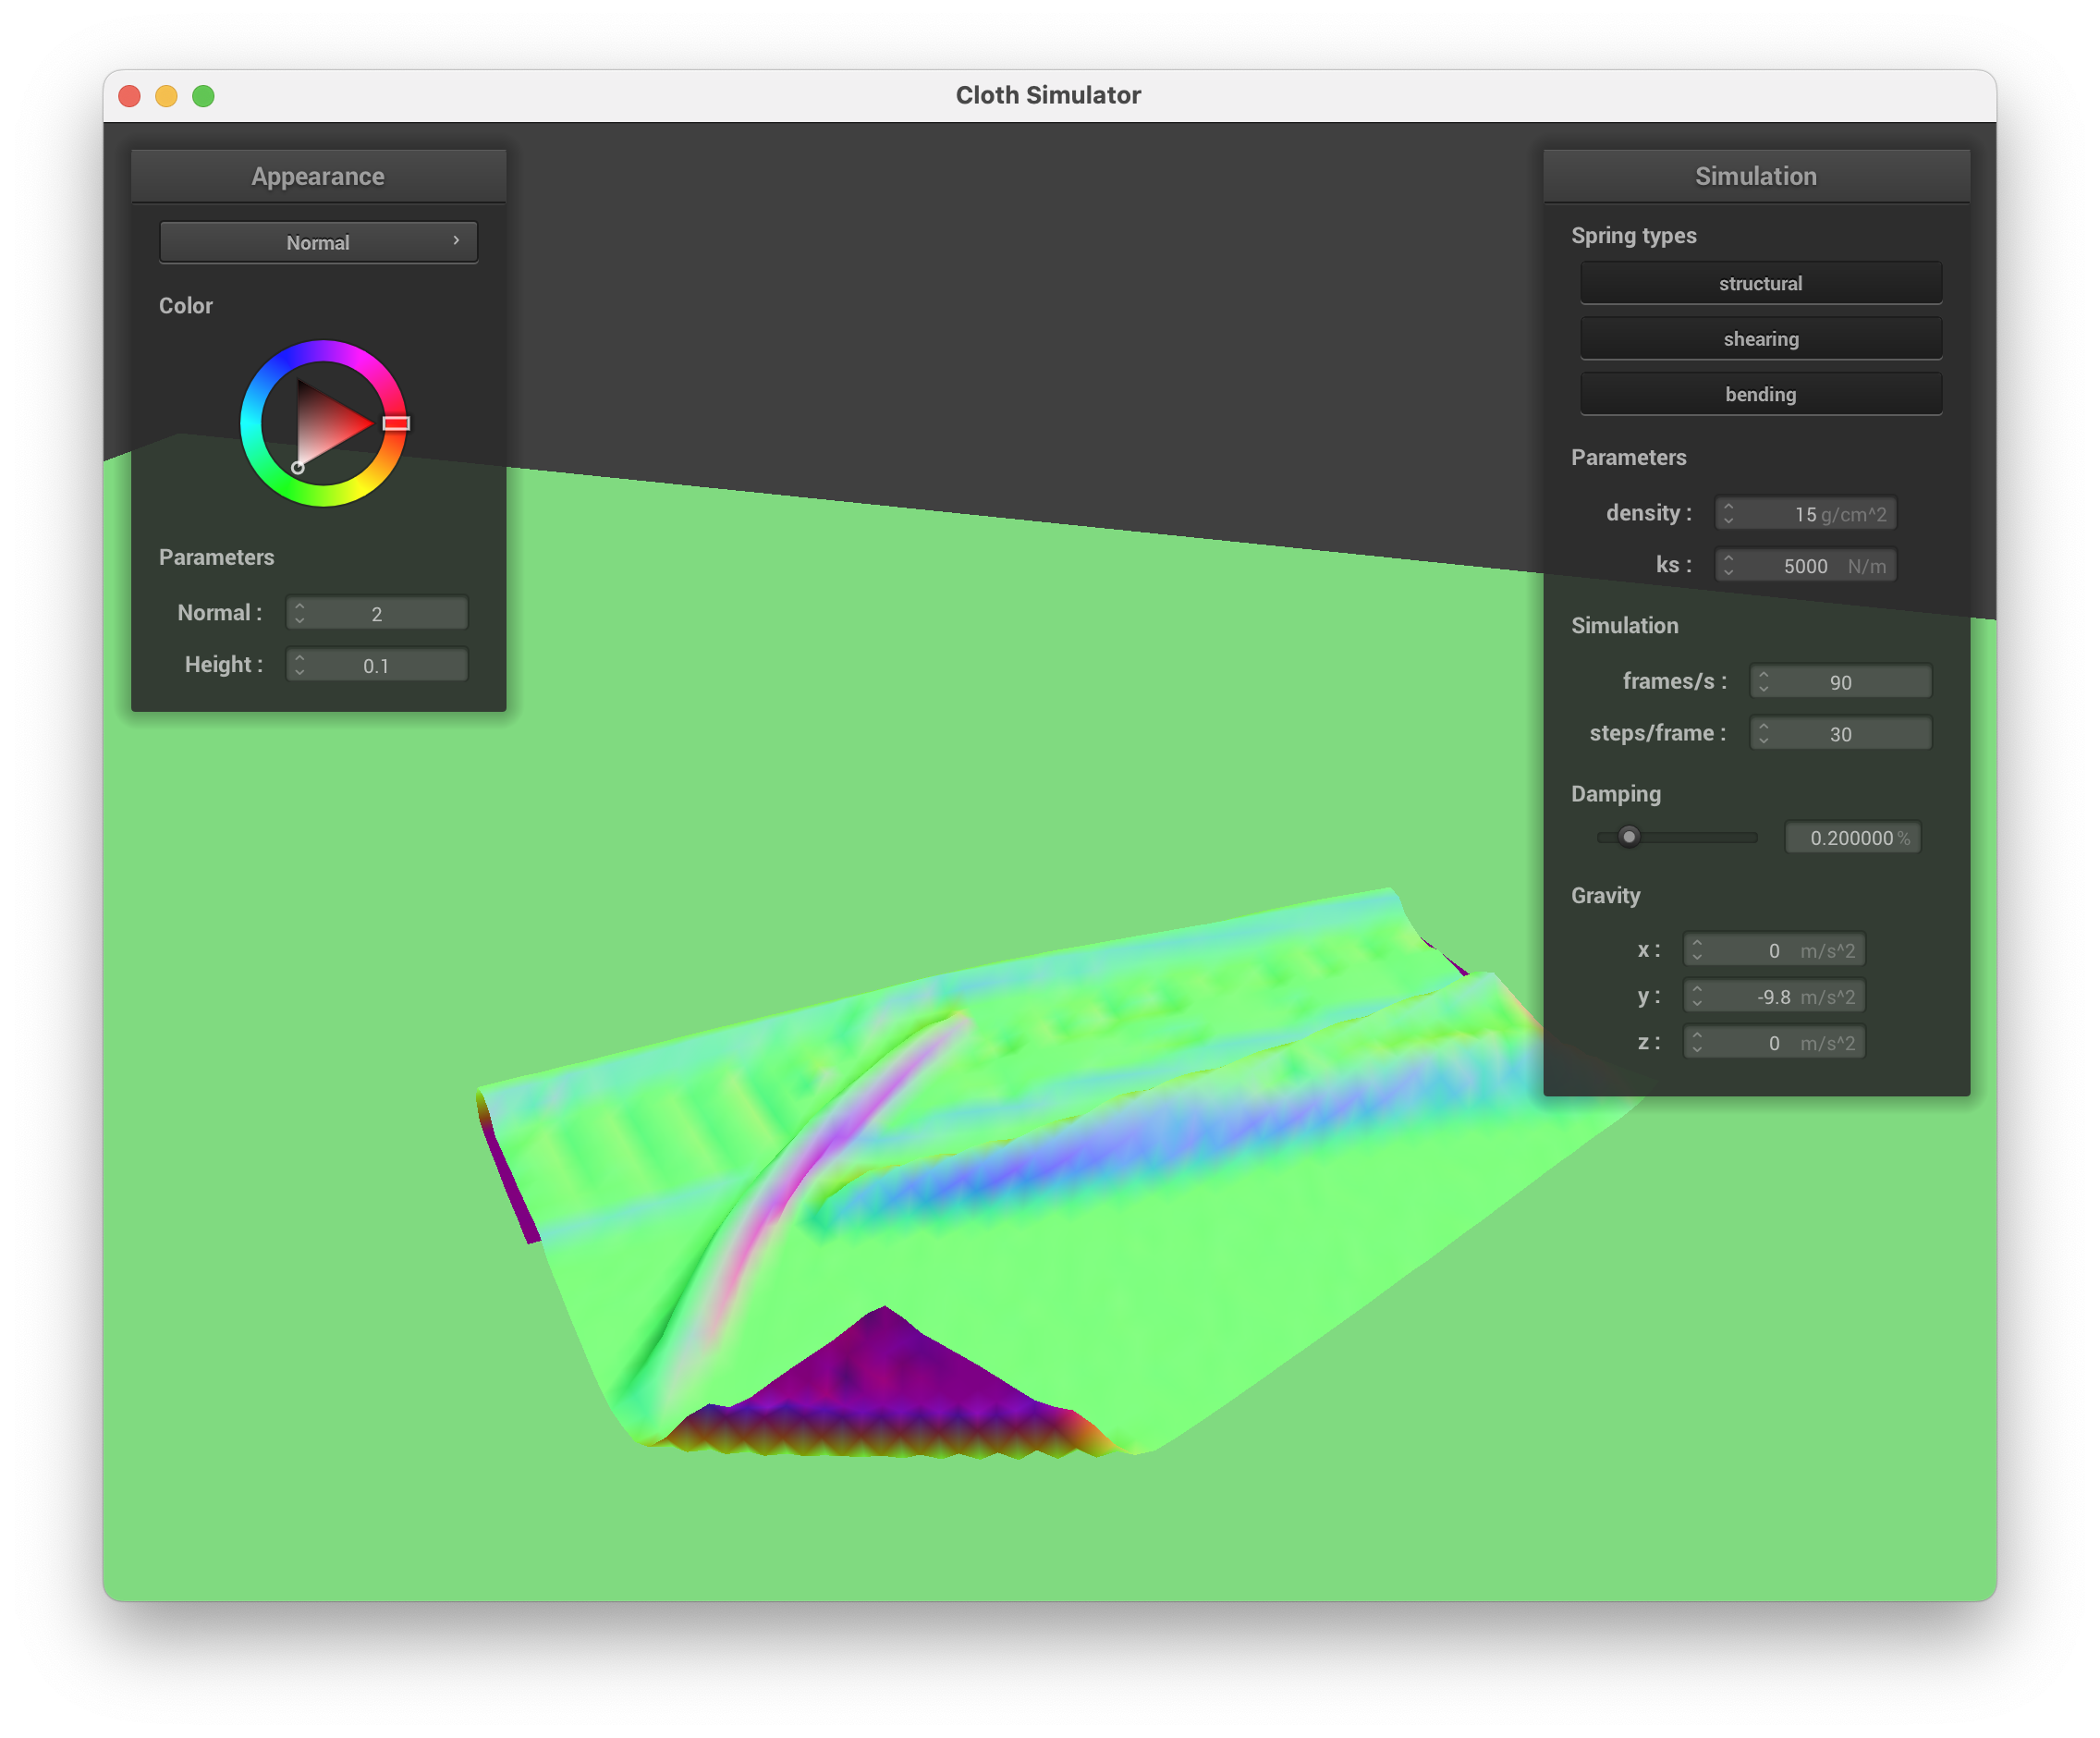 Cloth Simulator
Appearance
Normal
Color
Parameters
Normal : 2
Height : 0.1
Simulation
Spring types
structural
shearing
bending
Parameters
density : 15 g/cm^2
ks : 5000 N/m
Simulation
frames/s : 90
steps/frame : 30
Damping
0.200000 %
Gravity
x : 0 m/s^2
y : -9.8 m/s^2
z : 0 m/s^2